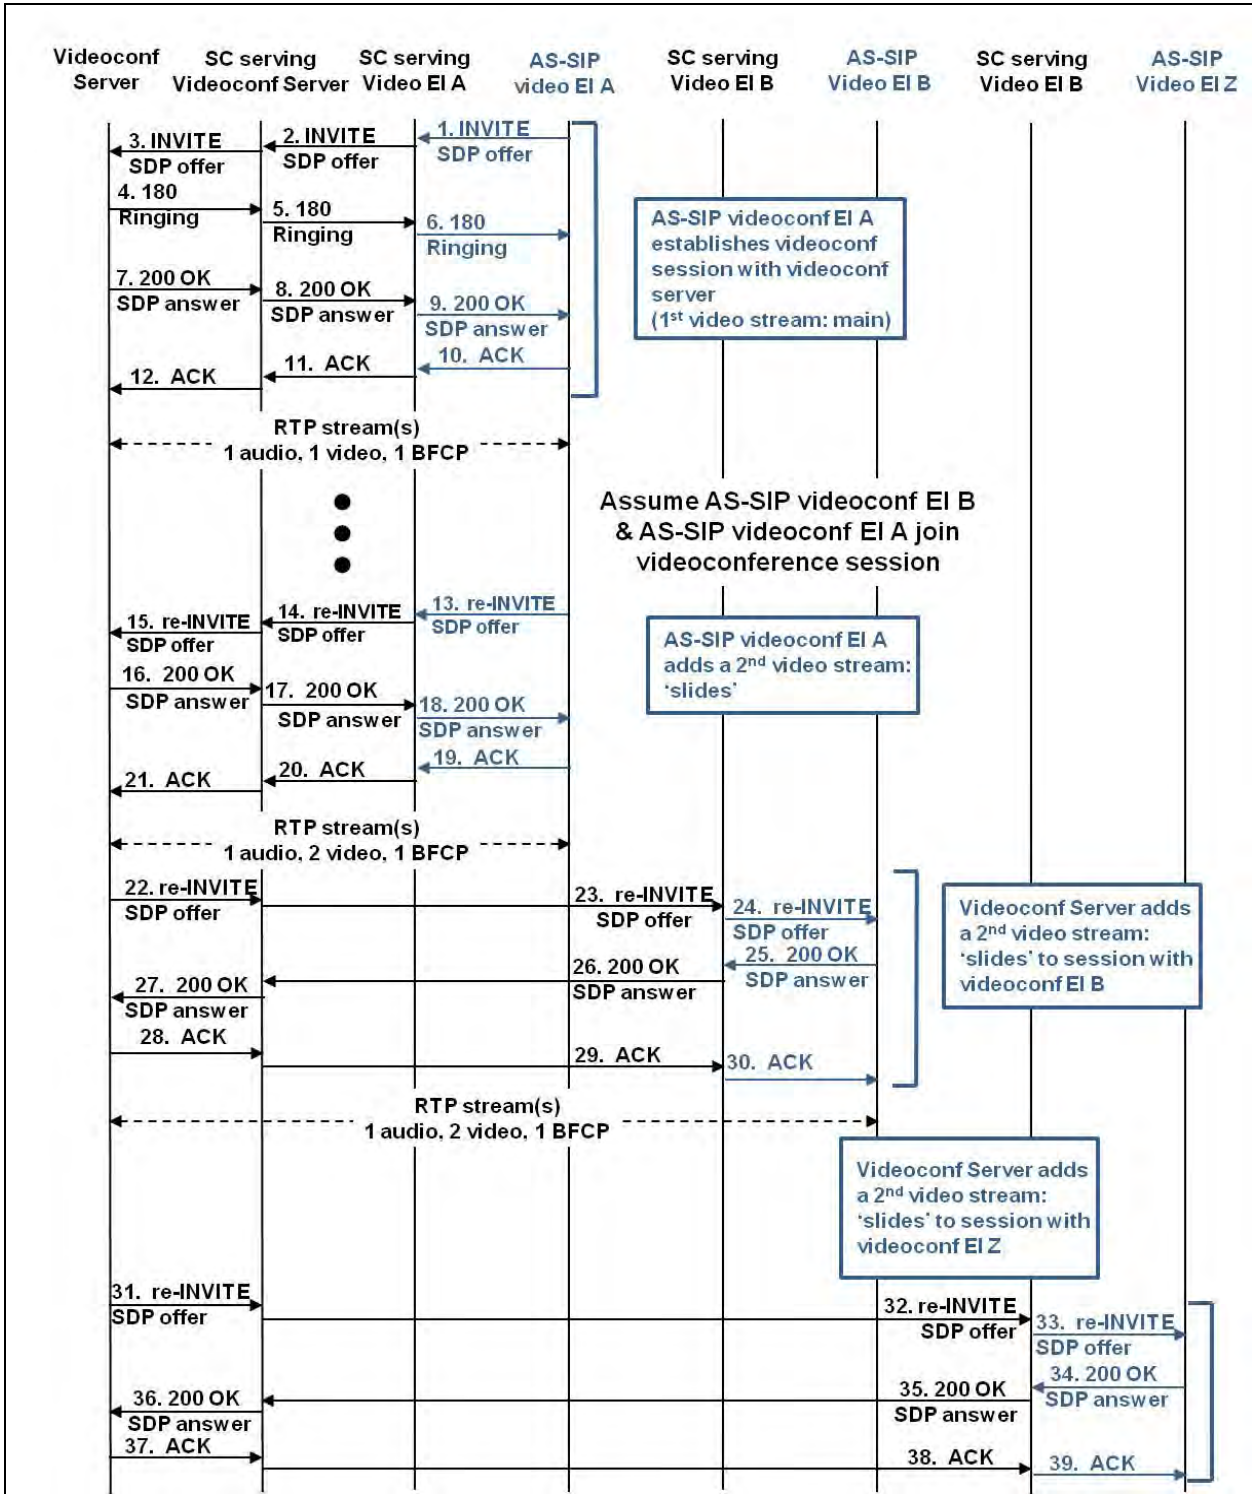 Videoconf
Server
SC serving
Videoconf Server
SC serving
Video EI A
AS-SIP
video EI A
SC serving
Video EI B
AS-SIP
Video EI B
SC serving
Video EI B
AS-SIP
Video EI Z
1. INVITE
SDP offer
2. INVITE
SDP offer
3. INVITE
SDP offer
4. 180
Ringing
5. 180
Ringing
6. 180
Ringing
AS-SIP videoconf EI A
establishes videoconf
session with videoconf
server
(1st video stream: main)
7. 200 OK
SDP answer
8. 200 OK
SDP answer
9. 200 OK
SDP answer
10. ACK
11. ACK
12. ACK
RTP stream(s)
1 audio, 1 video, 1 BFCP
Assume AS-SIP videoconf EI B
& AS-SIP videoconf EI A join
videoconference session
13. re-INVITE
SDP offer
14. re-INVITE
SDP offer
15. re-INVITE
SDP offer
AS-SIP videoconf EI A
adds a 2nd video stream:
‘slides’
16. 200 OK
SDP answer
17. 200 OK
SDP answer
18. 200 OK
SDP answer
19. ACK
20. ACK
21. ACK
RTP stream(s)
1 audio, 2 video, 1 BFCP
22. re-INVITE
SDP offer
23. re-INVITE
SDP offer
24. re-INVITE
SDP offer
Videoconf Server adds
a 2nd video stream:
‘slides’ to session with
videoconf EI B
25. 200 OK
SDP answer
26. 200 OK
SDP answer
27. 200 OK
SDP answer
28. ACK
29. ACK
30. ACK
RTP stream(s)
1 audio, 2 video, 1 BFCP
Videoconf Server adds
a 2nd video stream:
‘slides’ to session with
videoconf EI Z
31. re-INVITE
SDP offer
32. re-INVITE
SDP offer
33. re-INVITE
SDP offer
34. 200 OK
SDP answer
35. 200 OK
SDP answer
36. 200 OK
SDP answer
37. ACK
38. ACK
39. ACK